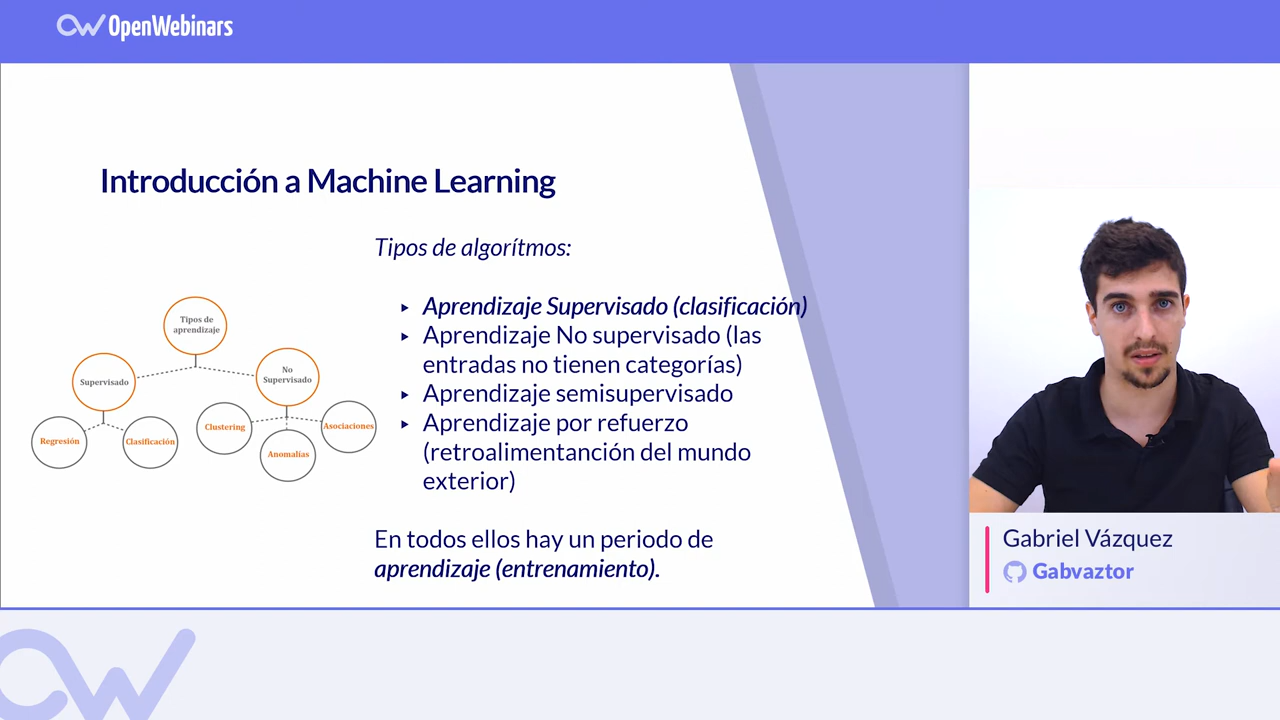 OpenWebinars
Introducción a Machine Learning
Tipos de algorítmos:
Aprendizaje Supervisado (clasificación)
Aprendizaje No supervisado (las
entradas no tienen categorías)
Aprendizaje semisupervisado
Aprendizaje por refuerzo
(retroalimentanción del mundo
exterior)
En todos ellos hay un periodo de
aprendizaje (entrenamiento).
Tipos de
aprendizaje
Supervisado
No
Supervisado
Regresión
Clasificación
Clustering
Anomalías
Asociaciones
Gabriel Vázquez
Gabvaztor